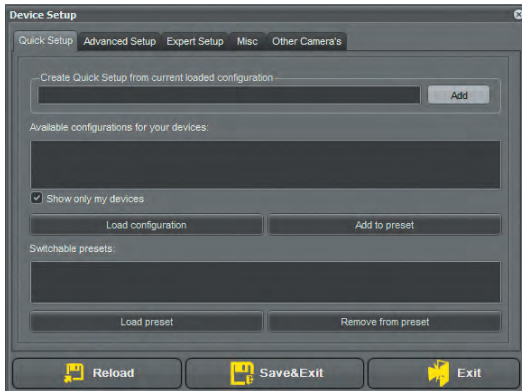 Device Setup
Quick Setup Advanced Setup Expert Setup Misc Other Camera's
Create Quick Setup from current loaded configuration
Add
Available configurations for your devices:
Show only my devices
Load configuration Add to preset
Switchable presets:
Load preset Remove from preset
Reload Save&Exit Exit